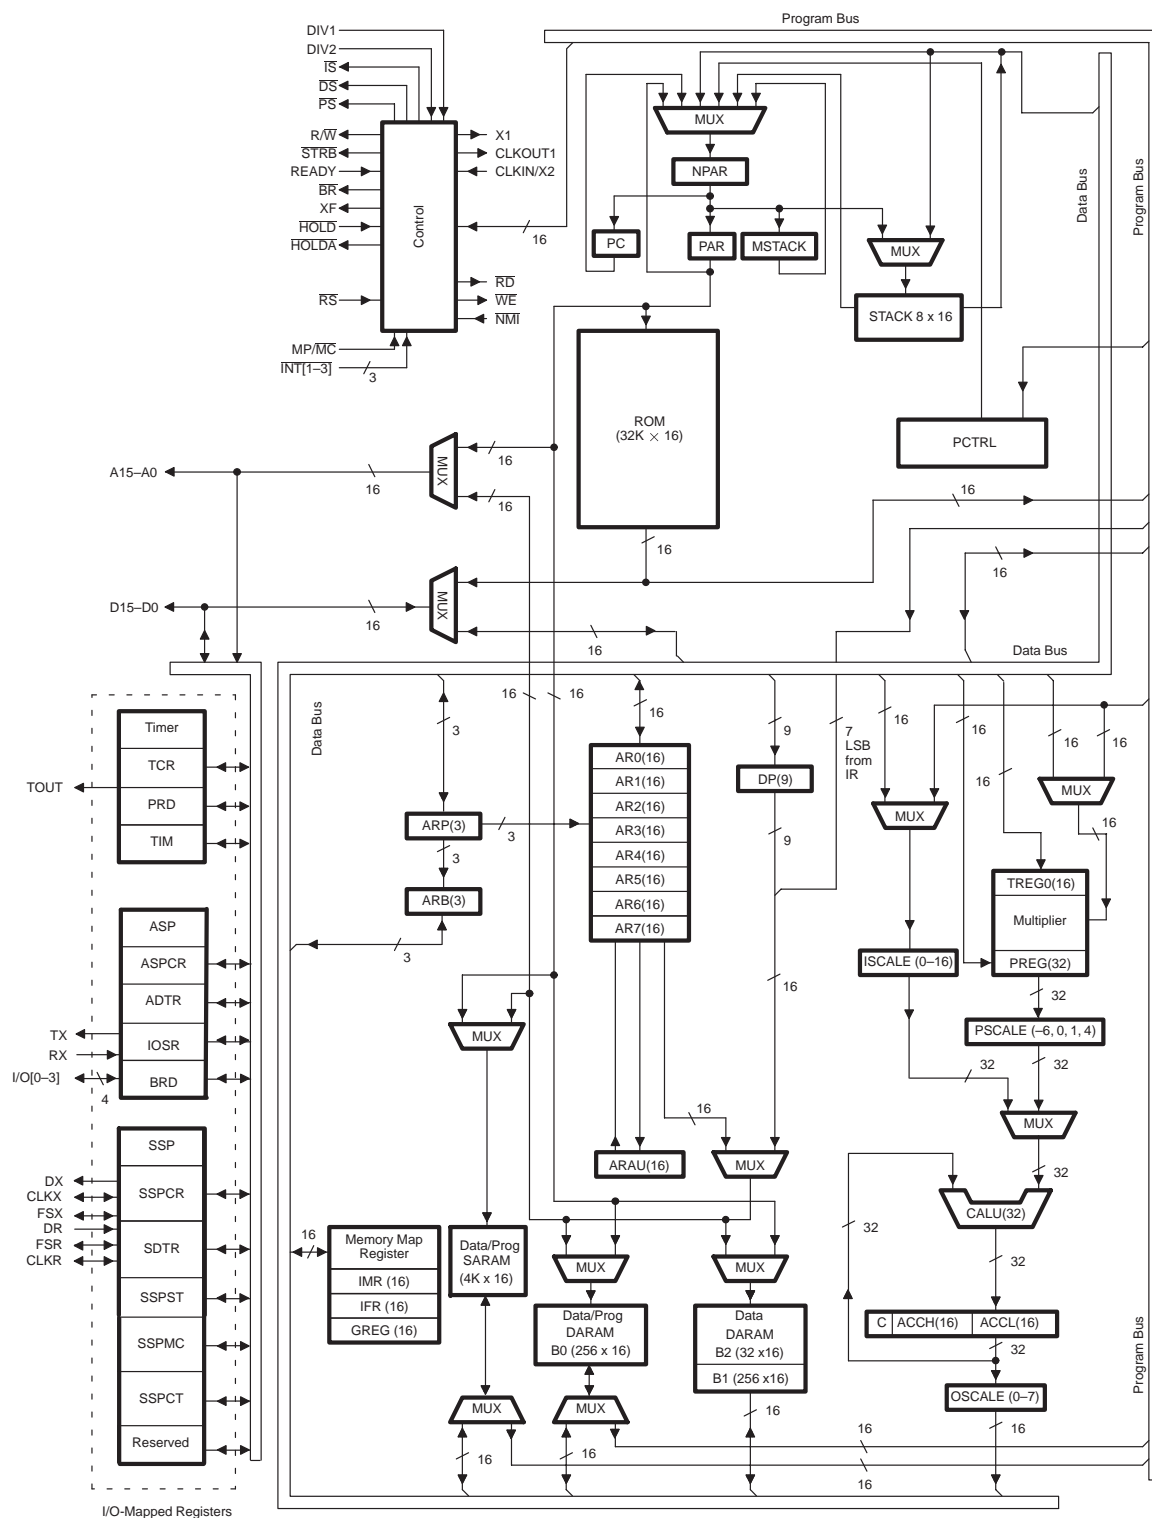 Program Bus
DIV1
DIV2
IS
DS
PS
R/W
STRB
READY
BR
XF
HOLD
HOLDA
RS
MP/MC
INT[1–3]
3
Control
X1
CLKOUT1
CLKIN/X2
16
RD
WE
NMI
MUX
NPAR
PC
PAR
MSTACK
MUX
STACK 8 x 16
Data Bus
Program Bus
ROM
(32K × 16)
PCTRL
A15–A0
16
MUX
16
16
16
16
16
D15–D0
16
MUX
16
Data Bus
Data Bus
16
16
Timer
TCR
PRD
TIM
TOUT
ASP
ASPCR
ADTR
IOSR
BRD
TX
RX
I/O[0–3]
4
SSP
SSPCR
SDTR
SSPST
SSPMC
SSPCT
Reserved
DX
CLKX
FSX
DR
FSR
CLKR
I/O-Mapped Registers
3
ARP(3)
3
3
ARB(3)
3
16
AR0(16)
AR1(16)
AR2(16)
AR3(16)
AR4(16)
AR5(16)
AR6(16)
AR7(16)
9
DP(9)
9
7
LSB
from
IR
16
16
16
16
16
MUX
MUX
16
TREG0(16)
Multiplier
PREG(32)
ISCALE (0–16)
16
32
PSCALE (–6, 0, 1, 4)
32
32
MUX
32
MUX
16
ARAU(16)
MUX
CALU(32)
32
32
16
Memory Map
Register
IMR (16)
IFR (16)
GREG (16)
Data/Prog
SARAM
(4K x 16)
MUX
MUX
Data/Prog
DARAM
B0 (256 x 16)
Data
DARAM
B2 (32 x16)
B1 (256 x16)
C
ACCH(16)
ACCL(16)
32
OSCALE (0–7)
MUX
MUX
16
16
16
16
16
16
Program Bus